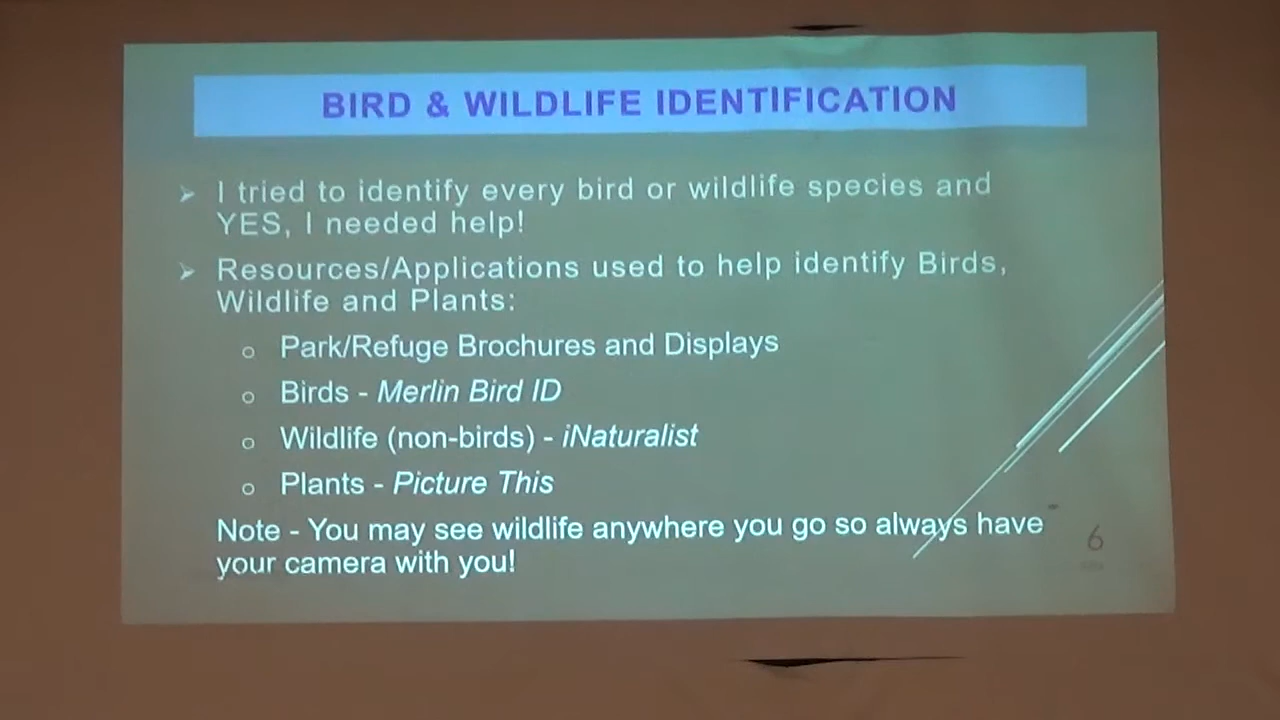 BIRD & WILDLIFE IDENTIFICATION
➢ I tried to identify every bird or wildlife species and
YES, I needed help!
➢ Resources/Applications used to help identify Birds,
Wildlife and Plants:
o Park/Refuge Brochures and Displays
o Birds - Merlin Bird ID
o Wildlife (non-birds) - iNaturalist
o Plants - Picture This
Note - You may see wildlife anywhere you go so always have
your camera with you!
6